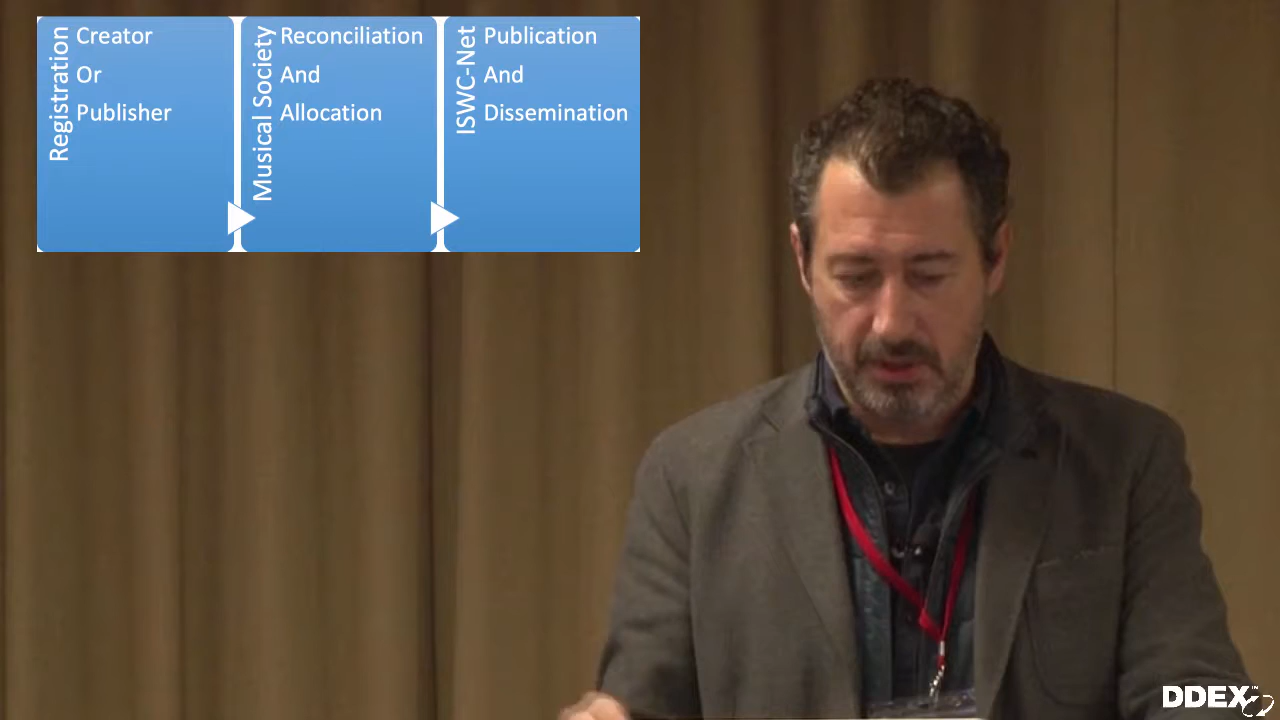 Registration
Creator
Or
Publisher
Musical Society
Reconciliation
And
Allocation
ISWC-Net
Publication
And
Dissemination
DDEX